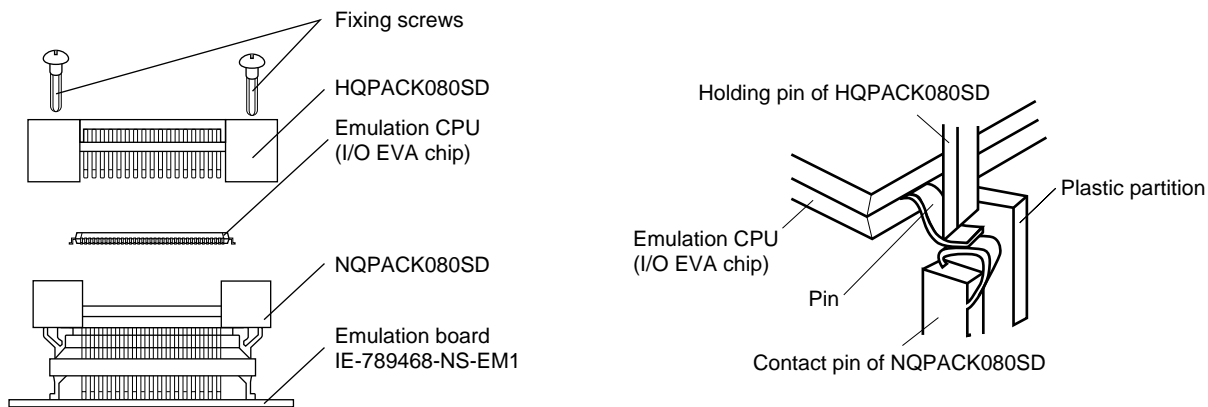 Fixing screws
HQPACK080SD
Emulation CPU
(I/O EVA chip)
NQPACK080SD
Emulation board
IE-789468-NS-EM1
Holding pin of HQPACK080SD
Plastic partition
Emulation CPU
(I/O EVA chip)
Pin
Contact pin of NQPACK080SD